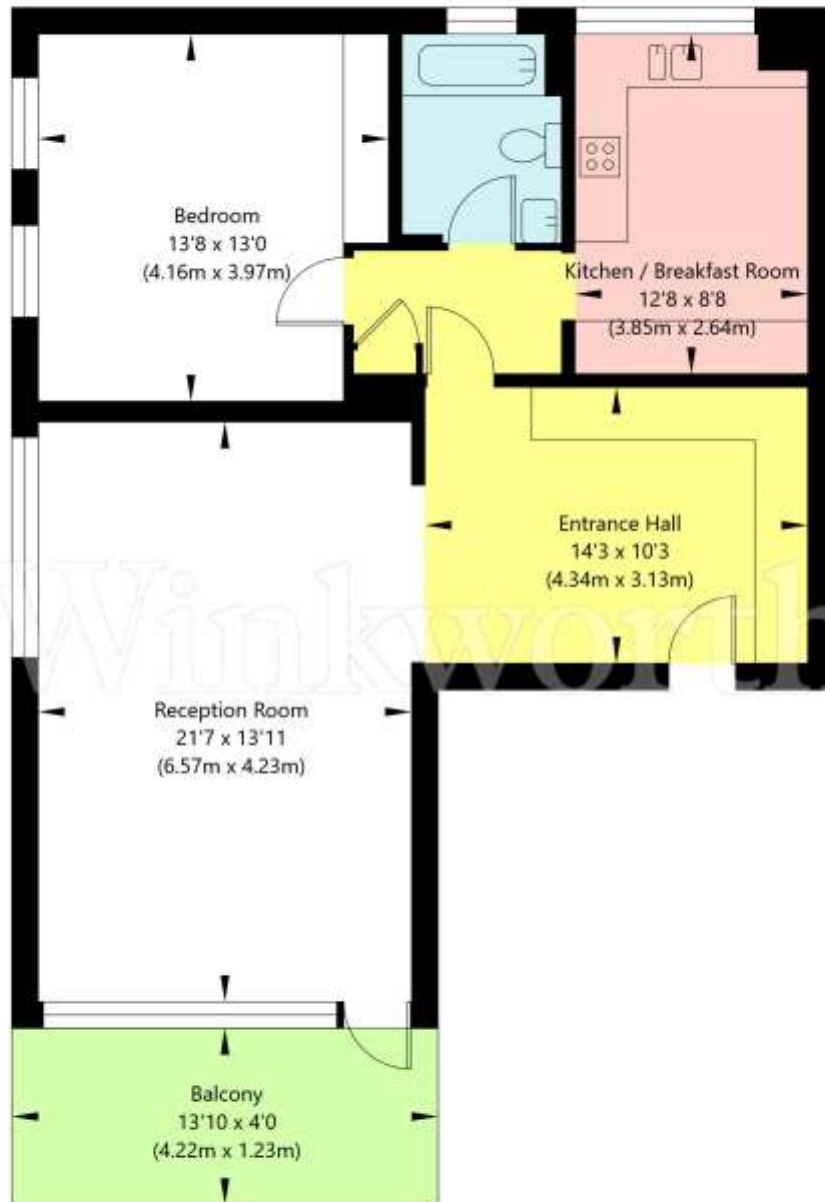 Bedroom
13'8 x 13'0
(4.16m x 3.97m)
Kitchen / Breakfast Room
12'8 x 8'8
(3.85m x 2.64m)
Entrance Hall
14'3 x 10'3
(4.34m x 3.13m)
Winkworth
Reception Room
21'7 x 13'11
(6.57m x 4.23m)
Balcony
13'10 x 4'0
(4.22m x 1.23m)